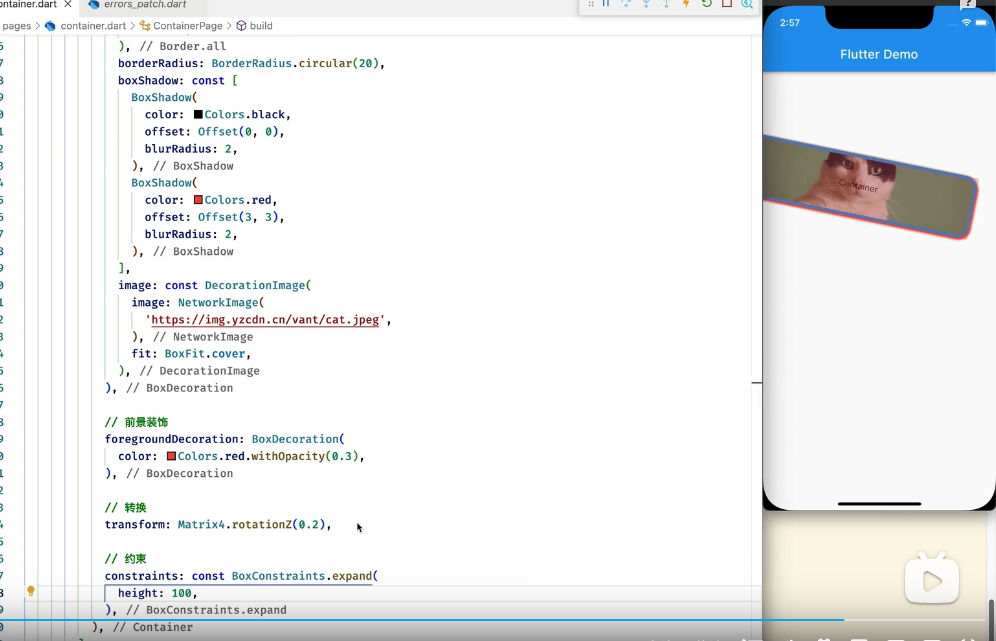 ontainer.dart × errors_patch.dart
pages > container.dart > ContainerPage > build
), // Border.all
borderRadius: BorderRadius.circular(20),
boxShadow: const [
BoxShadow(
color: Colors.black,
offset: Offset(0, 0),
blurRadius: 2,
), // BoxShadow
BoxShadow(
color: Colors.red,
offset: Offset(3, 3),
blurRadius: 2,
), // BoxShadow
],
image: const DecorationImage(
image: NetworkImage(
'https://img.yzcdn.cn/vant/cat.jpeg',
), // NetworkImage
fit: BoxFit.cover,
), // DecorationImage
), // BoxDecoration
// 前景装饰
foregroundDecoration: BoxDecoration(
color: Colors.red.withOpacity(0.3),
), // BoxDecoration
// 转换
transform: Matrix4.rotationZ(0.2),
// 约束
constraints: const BoxConstraints.expand(
height: 100,
), // BoxConstraints.expand
), // Container
2:57
Flutter Demo
Container